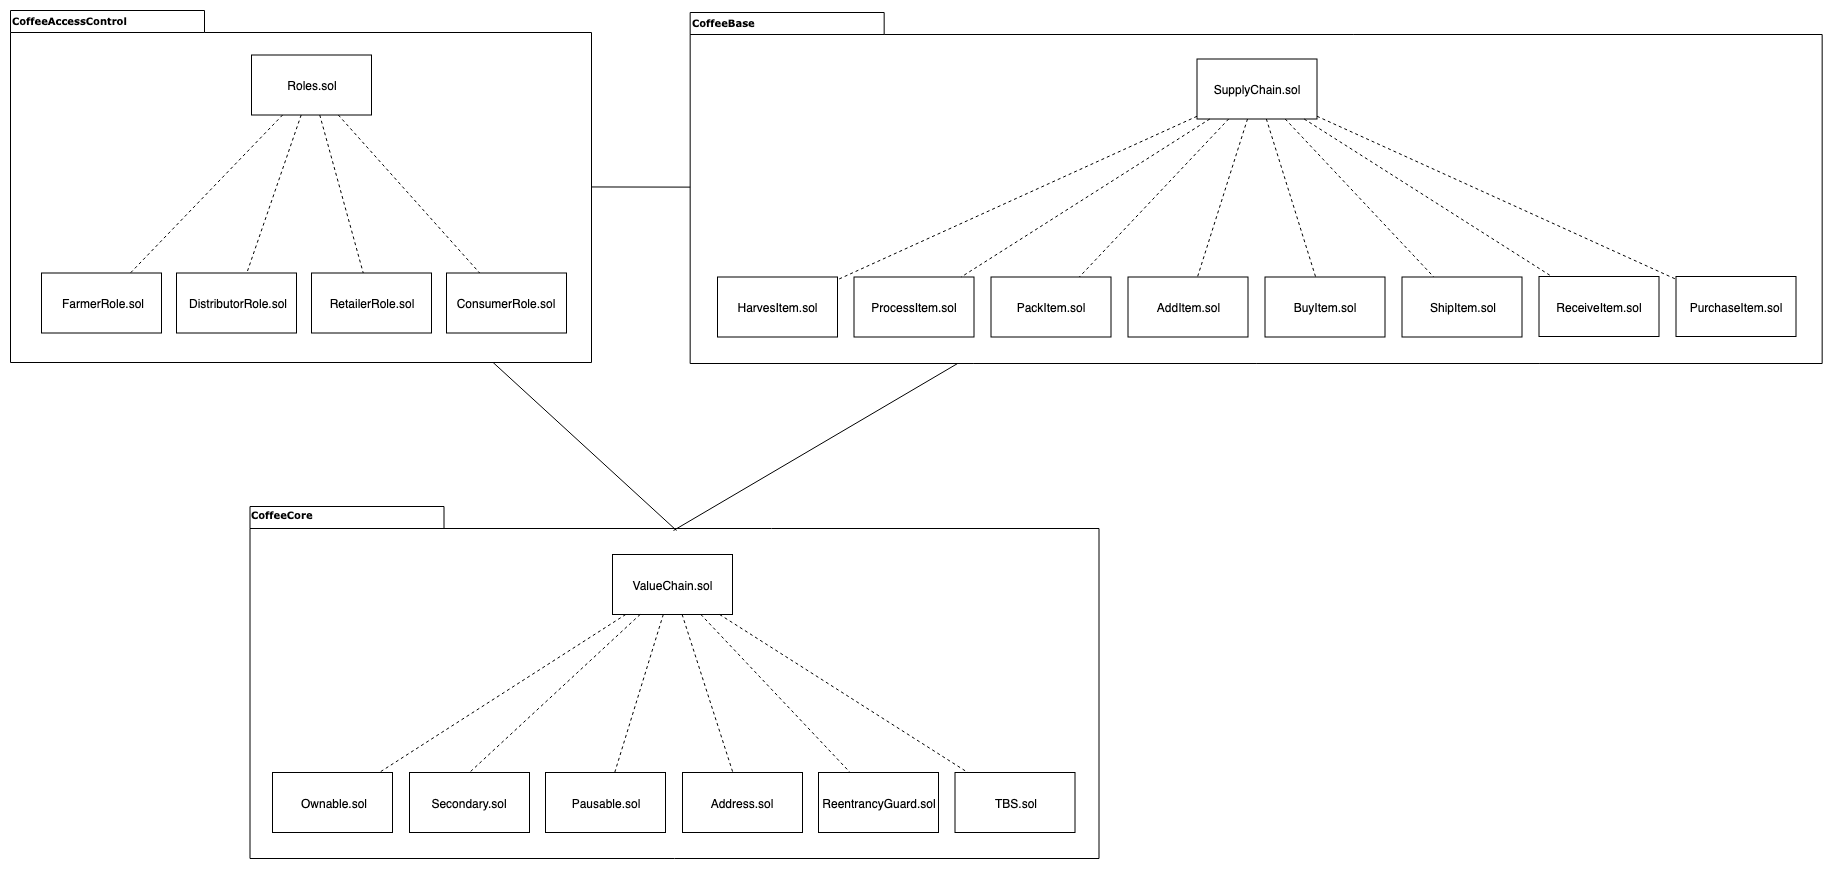 CoffeeAccessControl
Roles.sol
FarmerRole.sol
DistributorRole.sol
RetailerRole.sol
ConsumerRole.sol
CoffeeBase
SupplyChain.sol
HarvesItem.sol
ProcessItem.sol
PackItem.sol
AddItem.sol
BuyItem.sol
ShipItem.sol
ReceiveItem.sol
PurchaseItem.sol
CoffeeCore
ValueChain.sol
Ownable.sol
Secondary.sol
Pausable.sol
Address.sol
ReentrancyGuard.sol
TBS.sol